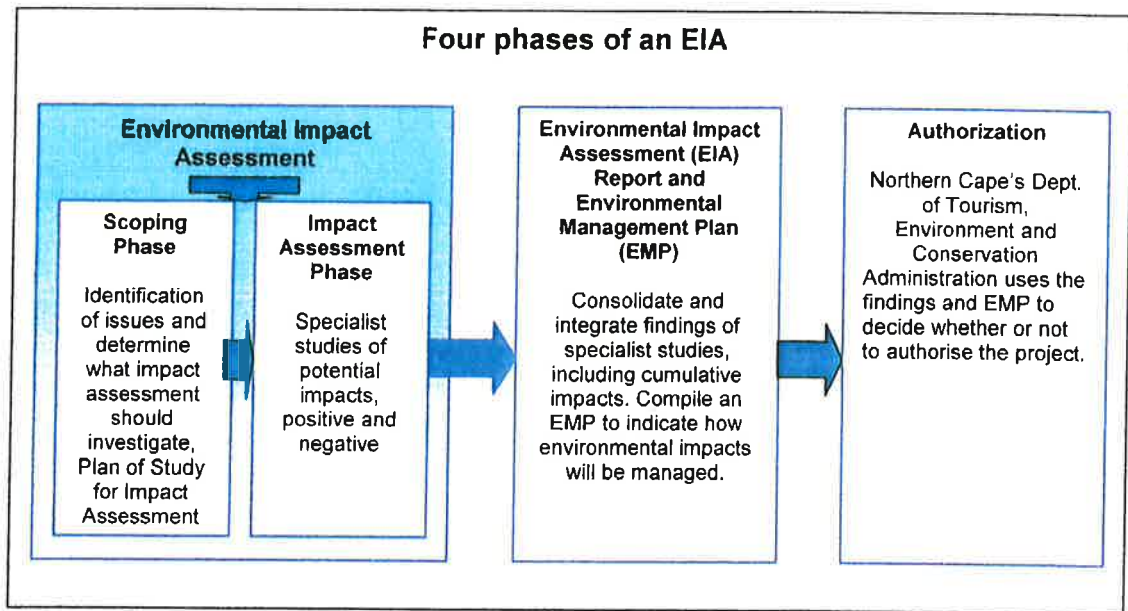 Four phases of an EIA
Environmental Impact
Assessment
Scoping
Phase
Identification
of issues and
determine
what impact
assessment
should
investigate,
Plan of Study
for Impact
Assessment
Impact
Assessment
Phase
Specialist
studies of
potential
impacts,
positive and
negative
Environmental Impact
Assessment (EIA)
Report and
Environmental
Management Plan
(EMP)
Consolidate and
integrate findings of
specialist studies,
including cumulative
impacts. Compile an
EMP to indicate how
environmental impacts
will be managed.
Authorization
Northern Cape's Dept.
of Tourism,
Environment and
Conservation
Administration uses the
findings and EMP to
decide whether or not
to authorise the project.